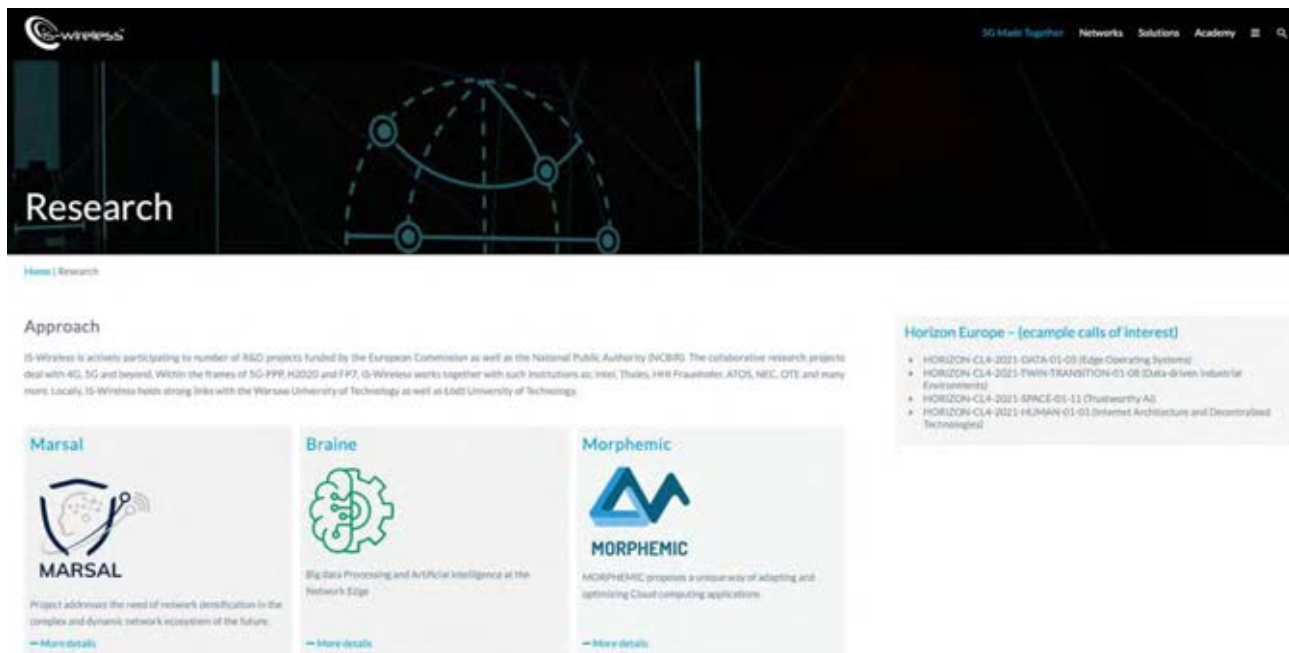 is-wireless
5G Made Together Networks Solutions Academy
Research
Home | Research
Approach
IS-Wireless is actively participating to number of R&D projects funded by the European Commission as well as the National Public Authority (NCBiR). The collaborative research projects
deal with 4G, 5G and beyond. Within the frames of 5G-PPP, H2020 and FP7, IS-Wireless works together with such Institutions as: Intel, Thales, HHI Fraunhofer, ATOS, NEC, OTE and many
more. Locally, IS-Wireless holds strong links with the Warsaw University of Technology as well as Łódź University of Technology.
Horizon Europe – (ecample calls of interest)
HORIZON-CL4-2021-DATA-01-05 (Edge Operating Systems)
HORIZON-CL4-2021-TWIN-TRANSITION-01-08 (Data-driven Industrial
Environments)
HORIZON-CL4-2021-SPACE-01-11 (Trustworthy AI)
HORIZON-CL4-2021-HUMAN-01-01 (Internet Architecture and Decentralised
Technologies)
Marsal
MARSAL
Project addresses the need of network densification in the
complex and dynamic network ecosystem of the future.
More details
Braine
Big data Processing and Artificial Intelligence at the
Network Edge
More details
Morphemic
MORPHEMIC
MORPHEMIC proposes a unique way of adapting and
optimizing Cloud computing applications
More details